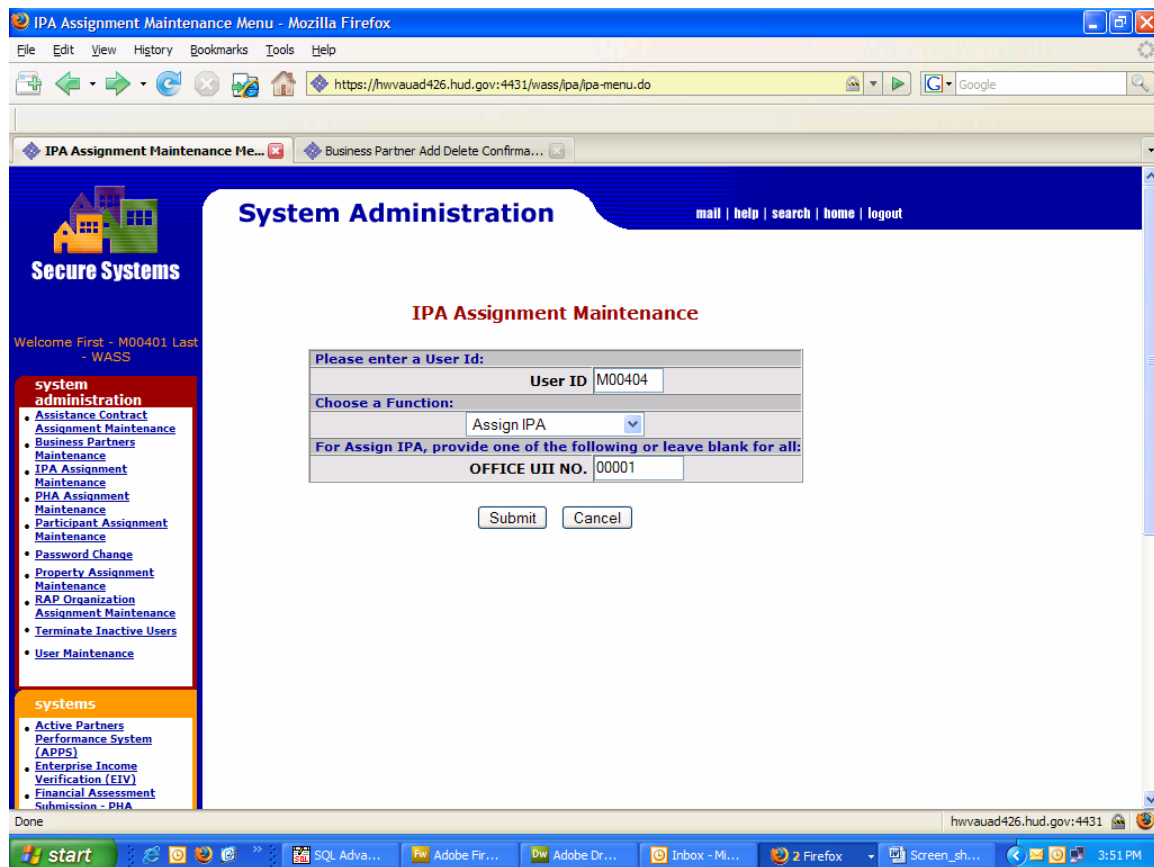 IPA Assignment Maintenance Menu - Mozilla Firefox
File Edit View History Bookmarks Tools Help
https://hwvauad426.hud.gov:4431/wass/ipa/ipa-menu.do
G Google
IPA Assignment Maintenance Me...
Business Partner Add Delete Confirma...
System Administration
mail | help | search | home | logout
Secure Systems
Welcome First - M00401 Last
- WASS
system
administration
Assistance Contract
Assignment Maintenance
Business Partners
Maintenance
IPA Assignment
Maintenance
PHA Assignment
Maintenance
Participant Assignment
Maintenance
Password Change
Property Assignment
Maintenance
RAP Organization
Assignment Maintenance
Terminate Inactive Users
User Maintenance
systems
Active Partners
Performance System
(APPS)
Enterprise Income
Verification (EIV)
Financial Assessment
Submission - PHA
IPA Assignment Maintenance
Please enter a User Id:
User ID M00404
Choose a Function:
Assign IPA
For Assign IPA, provide one of the following or leave blank for all:
OFFICE UII NO. 00001
Submit Cancel
Done
hwvauad426.hud.gov:4431
start
SQL Adva...
Fw Adobe Fir...
Dw Adobe Dr...
Inbox - Mi...
2 Firefox
Screen_sh...
3:51 PM